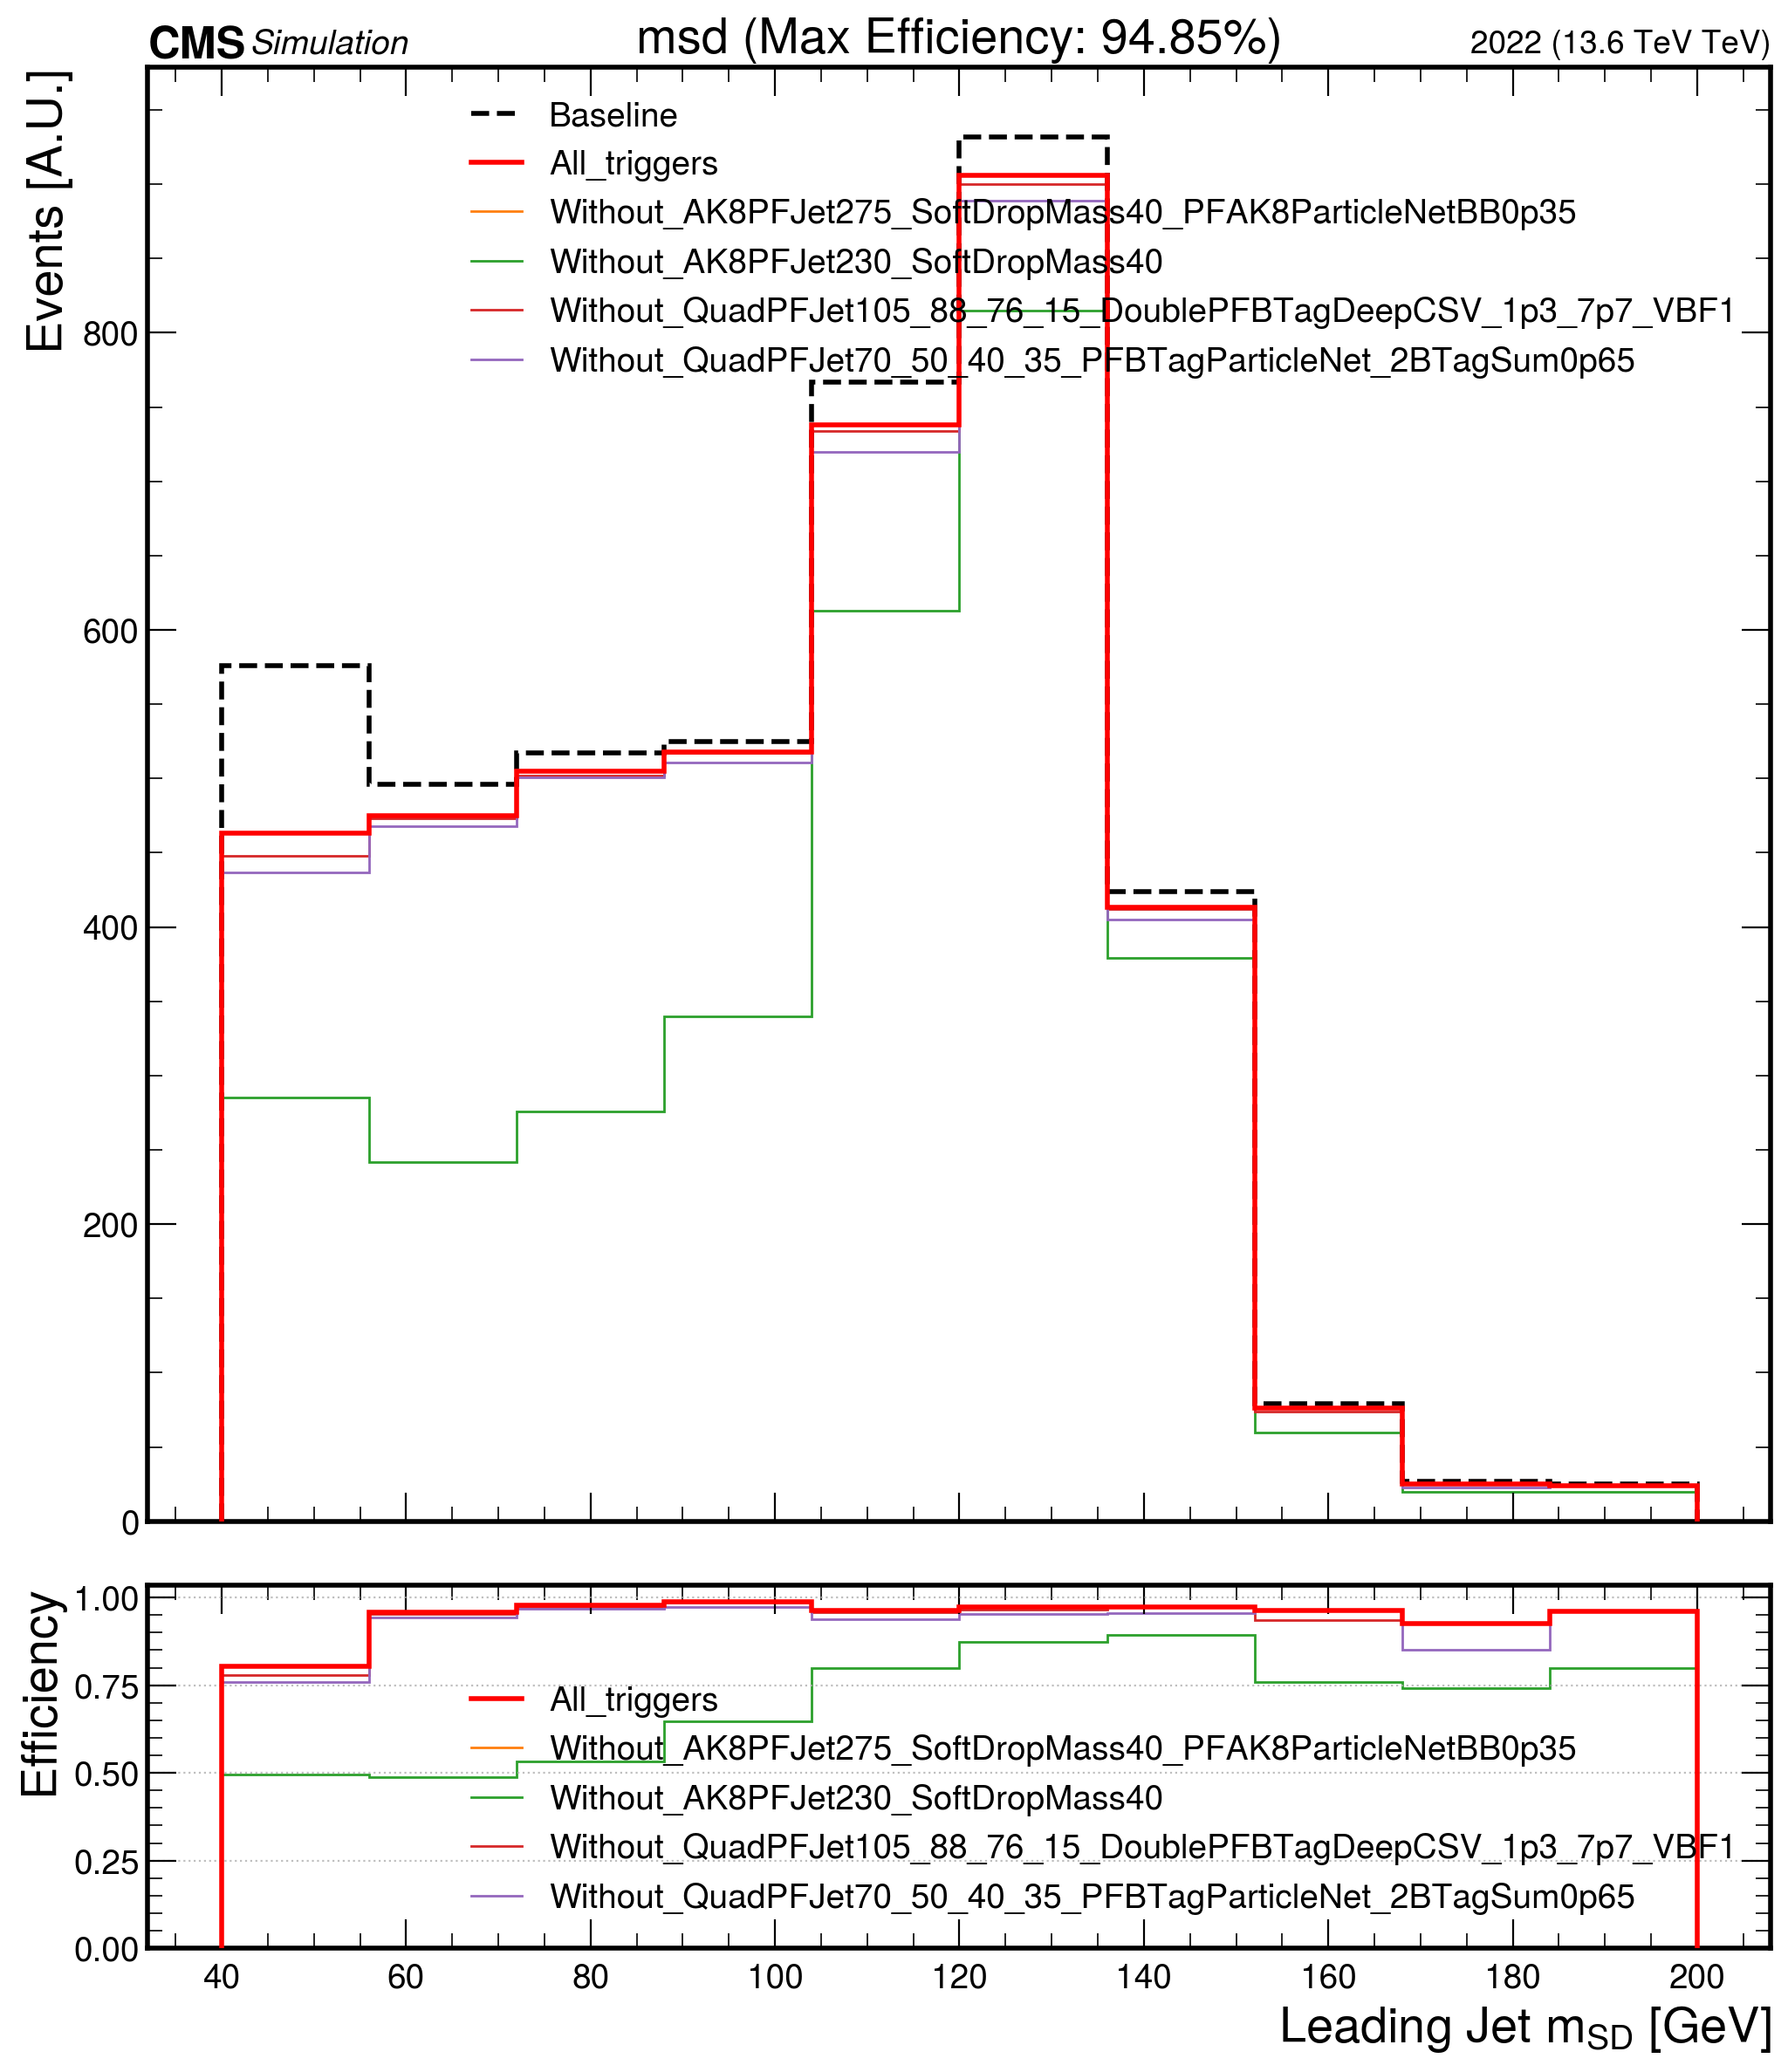 CMS Simulation msd (Max Efficiency: 94.85%) 2022 (13.6 TeV TeV)
Events [A.U.]
Baseline
All_triggers
Without_AK8PFJet275_SoftDropMass40_PFAK8ParticleNetBB0p35
Without_AK8PFJet230_SoftDropMass40
Without_QuadPFJet105_88_76_15_DoublePFBTagDeepCSV_1p3_7p7_VBF1
Without_QuadPFJet70_50_40_35_PFBTagParticleNet_2BTagSum0p65
800
600
400
200
0
Efficiency
1.00
0.75
0.50
0.25
0.00
All_triggers
Without_AK8PFJet275_SoftDropMass40_PFAK8ParticleNetBB0p35
Without_AK8PFJet230_SoftDropMass40
Without_QuadPFJet105_88_76_15_DoublePFBTagDeepCSV_1p3_7p7_VBF1
Without_QuadPFJet70_50_40_35_PFBTagParticleNet_2BTagSum0p65
40 60 80 100 120 140 160 180 200
Leading Jet m_SD [GeV]